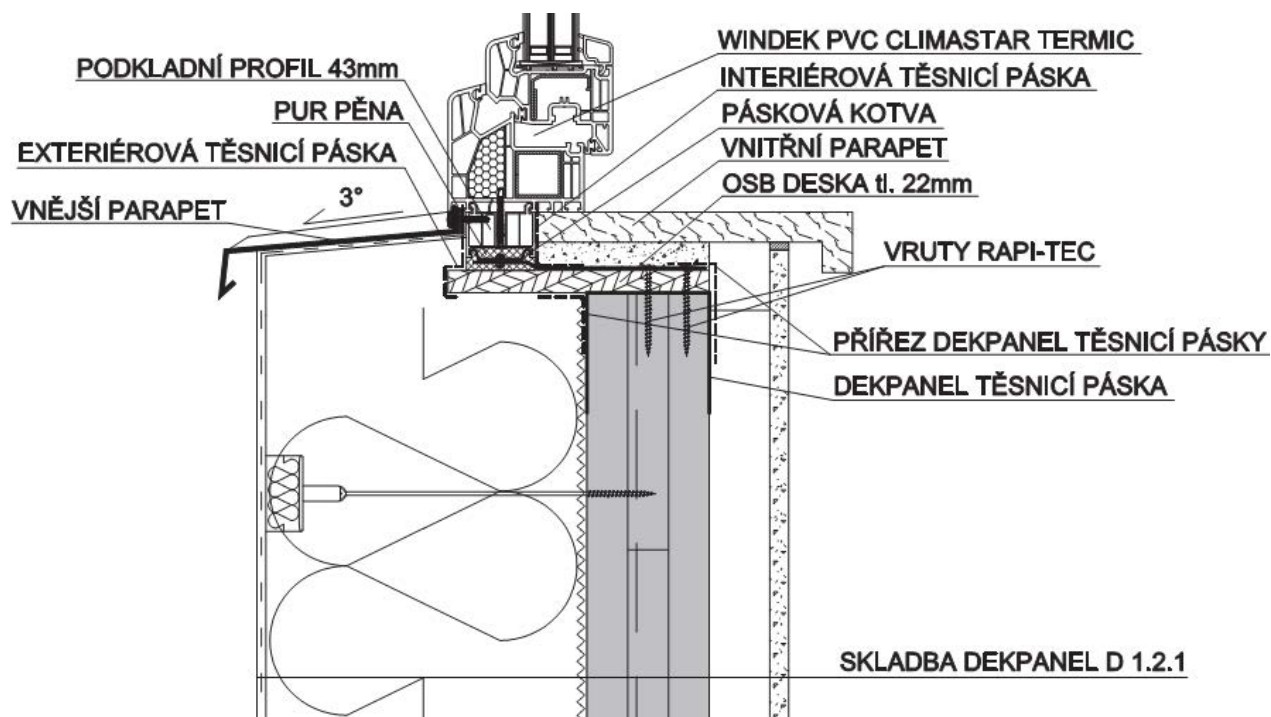 PODKLADNÍ PROFIL 43mm
PUR PĚNA
EXTERIÉROVÁ TĚSNICÍ PÁSKA
VNĚJŠÍ PARAPET
3°
WINDEK PVC CLIMASTAR TERMIC
INTERIÉROVÁ TĚSNICÍ PÁSKA
PÁSKOVÁ KOTVA
VNITŘNÍ PARAPET
OSB DESKA tl. 22mm
VRUTY RAPI-TEC
PŘÍŘEZ DEKPANEL TĚSNICÍ PÁSKY
DEKPANEL TĚSNICÍ PÁSKA
SKLADBA DEKPANEL D 1.2.1